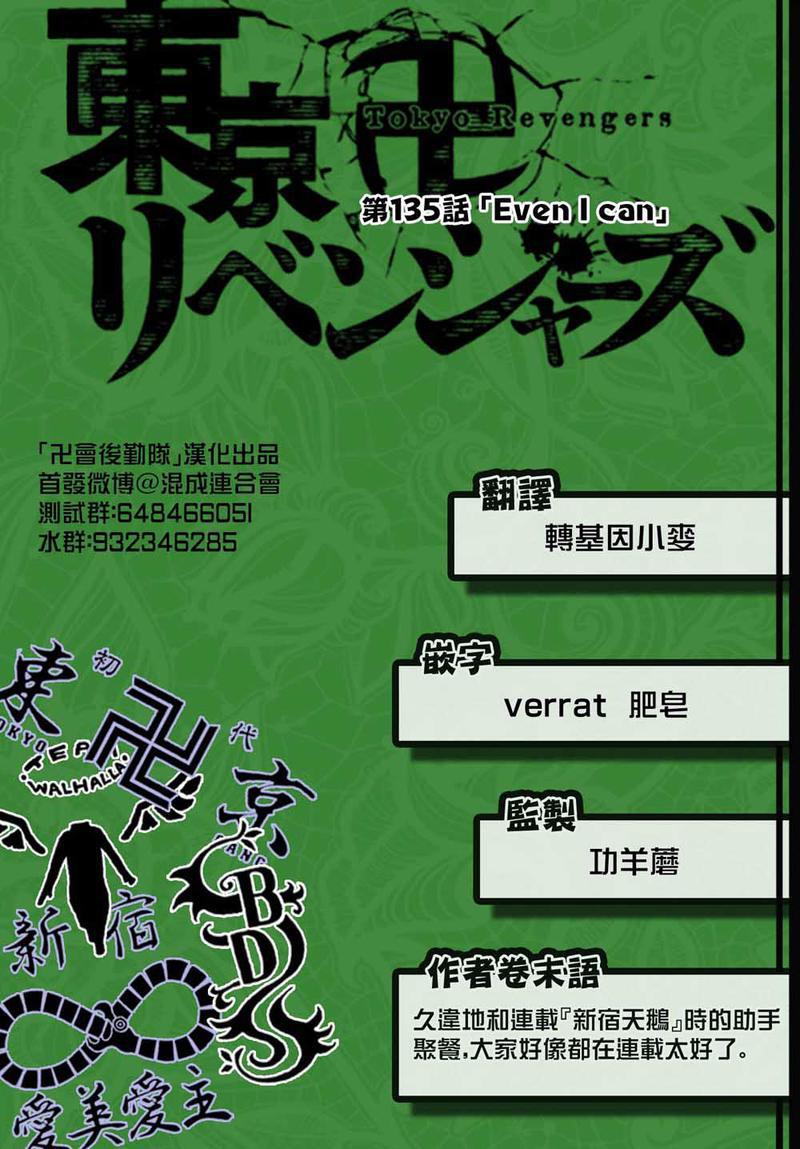 東京
卍
Tokyo Revengers
第135話「Even I can」
リベンジャーズ
「卍會後勤隊」漢化出品
首發微博@混成連合會
測試群:648466051
水群:932346285
翻譯
轉基因小麥
嵌字
verrat 肥皂
監製
功羊蘑
作者卷末語
久違地和連載『新宿天鵝』時的助手
聚餐,大家好像都在連載太好了。
初
代
東
卍
京
TOKYO
WALHALLA
GANG
BD
新宿
愛美愛主